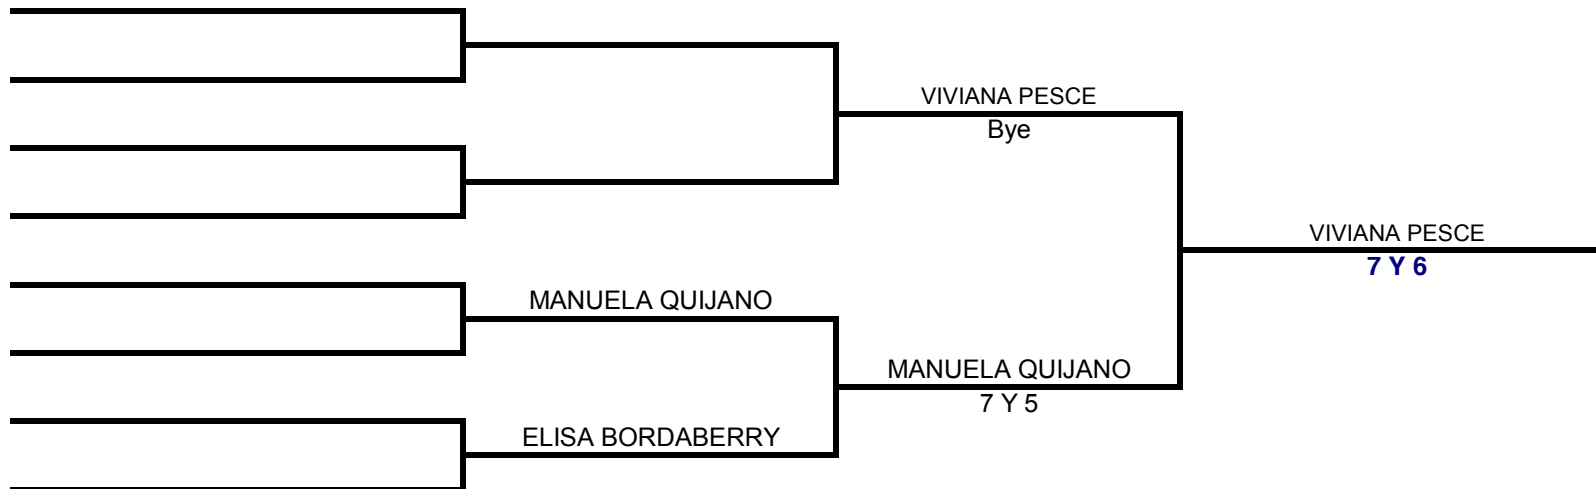 VIVIANA PESCE
Bye
VIVIANA PESCE
7 Y 6
MANUELA QUIJANO
MANUELA QUIJANO
7 Y 5
ELISA BORDABERRY